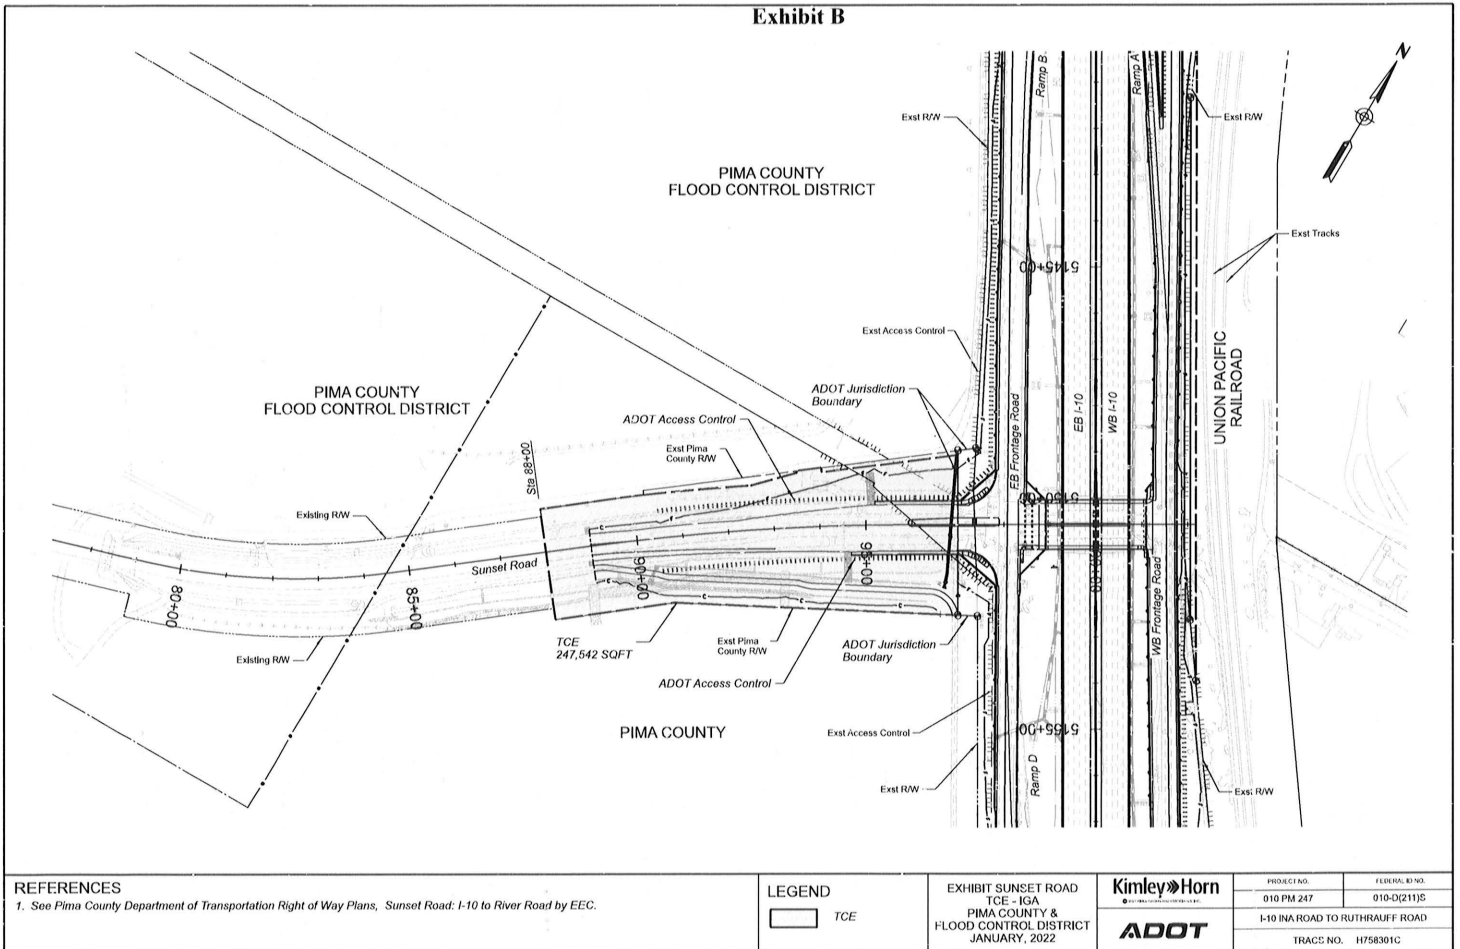 Exhibit B
N
Ramp B
Ramp A
Exst R/W
Exst R/W
PIMA COUNTY
FLOOD CONTROL DISTRICT
Exst Tracks
5145+00
Exst Access Control
UNION PACIFIC
RAILROAD
PIMA COUNTY
FLOOD CONTROL DISTRICT
ADOT Jurisdiction
Boundary
EB Frontage Road
EB I-10
WB I-10
ADOT Access Control
Exst Pima
County R/W
Sta 88+00
Existing R/W
Sunset Road
80+00
85+00
90+00
95+00
WB Frontage Road
Existing R/W
TCE
247,542 SQFT
Exst Pima
County R/W
ADOT Jurisdiction
Boundary
ADOT Access Control
PIMA COUNTY
Exst Access Control
5155+00
Ramp D
Exst R/W
Exst R/W
REFERENCES
1. See Pima County Department of Transportation Right of Way Plans, Sunset Road: I-10 to River Road by EEC.
LEGEND
TCE
EXHIBIT SUNSET ROAD
TCE - IGA
PIMA COUNTY &
FLOOD CONTROL DISTRICT
JANUARY, 2022
Kimley»Horn
ADOT
PROJECT NO.
FEDERAL ID NO.
010 PM 247
010-D(211)S
I-10 INA ROAD TO RUTHRAUFF ROAD
TRACS NO. H758301C